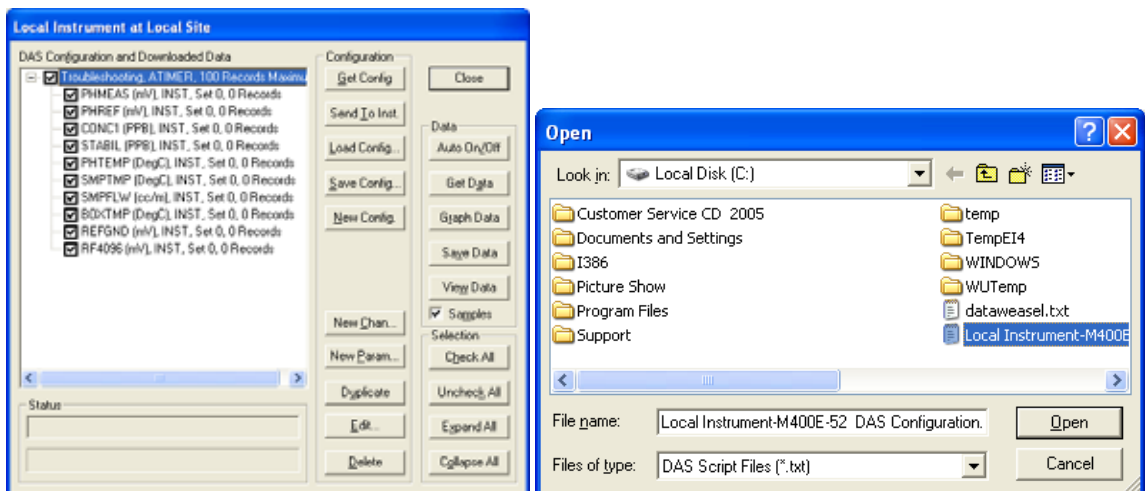 Local Instrument at Local Site
DAS Configuration and Downloaded Data
Troubleshooting, ATIMER, 100 Records Maximu
PHMEAS (mV), INST, Set 0, 0 Records
PHREF (mV), INST, Set 0, 0 Records
CONC1 (PPB), INST, Set 0, 0 Records
STABIL (PPB), INST, Set 0, 0 Records
PHTEMP (DegC), INST, Set 0, 0 Records
SMPTMP (DegC), INST, Set 0, 0 Records
SMPFLW (cc/m), INST, Set 0, 0 Records
BOXTMP (DegC), INST, Set 0, 0 Records
REFGND (mV), INST, Set 0, 0 Records
RF4096 (mV), INST, Set 0, 0 Records
Status
Configuration
Get Config
Send To Inst.
Load Config...
Save Config...
New Config.
New Chan...
New Param...
Duplicate
Edit...
Delete
Close
Data
Auto On/Off
Get Data
Graph Data
Save Data
View Data
Samples
Selection
Check All
Uncheck All
Expand All
Collapse All
Open
Look in:
Local Disk (C:)
Customer Service CD 2005
Documents and Settings
I386
Picture Show
Program Files
Support
temp
TempEI4
WINDOWS
WUTemp
dataweasel.txt
Local Instrument-M400E
File name:
Local Instrument-M400E-52 DAS Configuration.
Open
Files of type:
DAS Script Files (*.txt)
Cancel